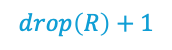 drop(R) + 1